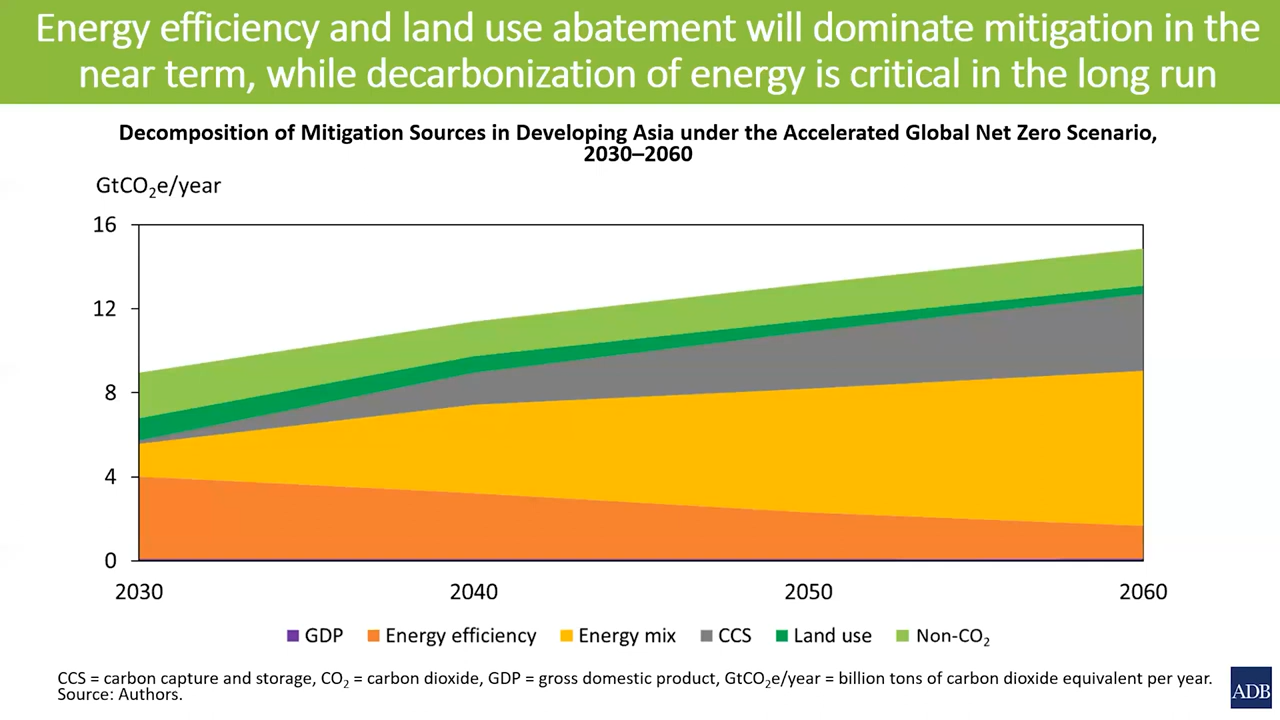 Energy efficiency and land use abatement will dominate mitigation in the
near term, while decarbonization of energy is critical in the long run
Decomposition of Mitigation Sources in Developing Asia under the Accelerated Global Net Zero Scenario,
2030–2060
GtCO₂e/year
16
12
8
4
0
2030 2040 2050 2060
GDP Energy efficiency Energy mix CCS Land use Non-CO₂
CCS = carbon capture and storage, CO₂ = carbon dioxide, GDP = gross domestic product, GtCO₂e/year = billion tons of carbon dioxide equivalent per year.
Source: Authors.
ADB